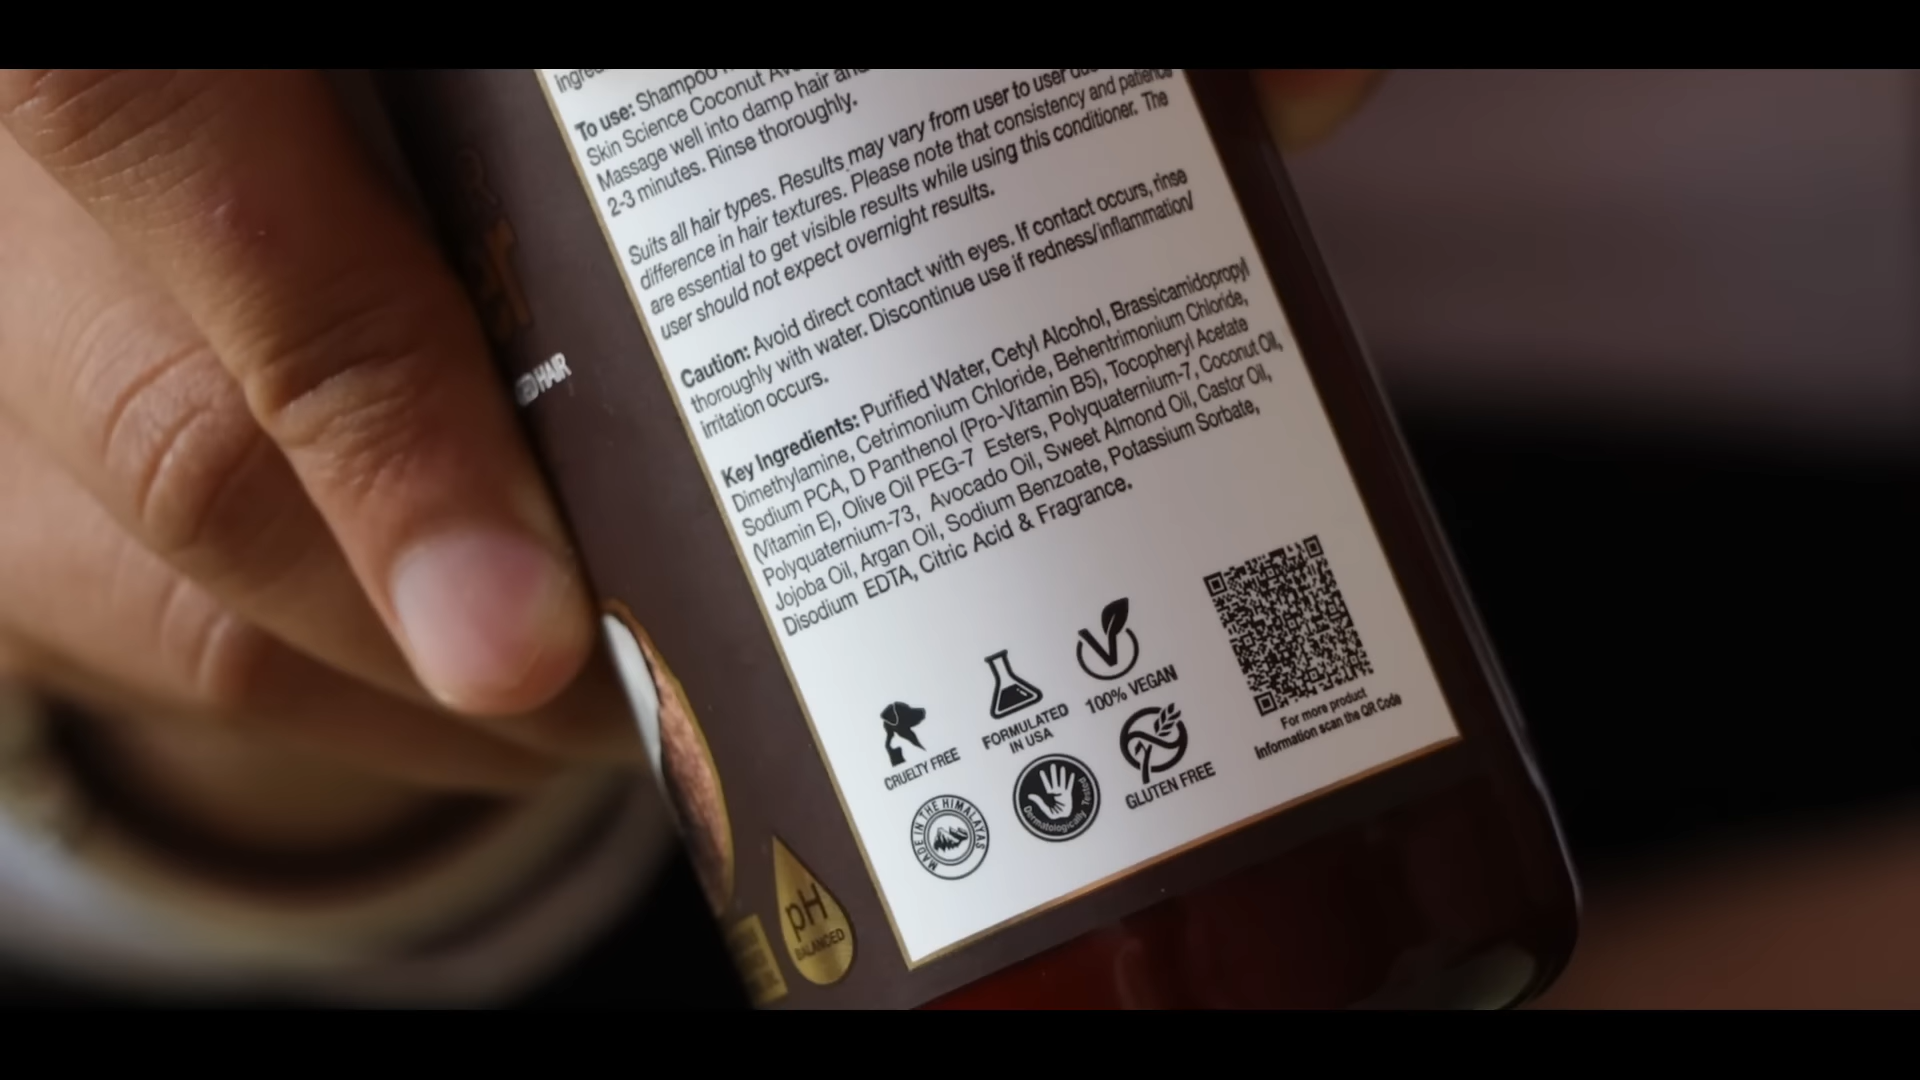 To use: Shampoo
Skin Science Coconut
Massage well into damp hair and
2-3 minutes. Rinse thoroughly.
Suits all hair types. Results may vary from user to user
difference in hair textures. Please note that consistency and patience
are essential to get visible results while using this conditioner. The
user should not expect overnight results.
Caution: Avoid direct contact with eyes. If contact occurs, rinse
thoroughly with water. Discontinue use if redness/inflammation/
irritation occurs.
Key Ingredients: Purified Water, Cetyl Alcohol, Brassicamidopropyl
Dimethylamine, Cetrimonium Chloride, Behentrimonium Chloride,
Sodium PCA, D Panthenol (Pro-Vitamin B5), Tocopheryl Acetate
(Vitamin E), Olive Oil PEG-7 Esters, Polyquaternium-7, Coconut Oil,
Polyquaternium-73, Avocado Oil, Sweet Almond Oil, Castor Oil,
Jojoba Oil, Argan Oil, Sodium Benzoate, Potassium Sorbate,
Disodium EDTA, Citric Acid & Fragrance.
HAIR
CRUELTY FREE
FORMULATED
IN USA
100% VEGAN
MADE IN THE HIMALAYAS
Dermatologically Tested
GLUTEN FREE
For more product
Information scan the QR Code
pH
BALANCED